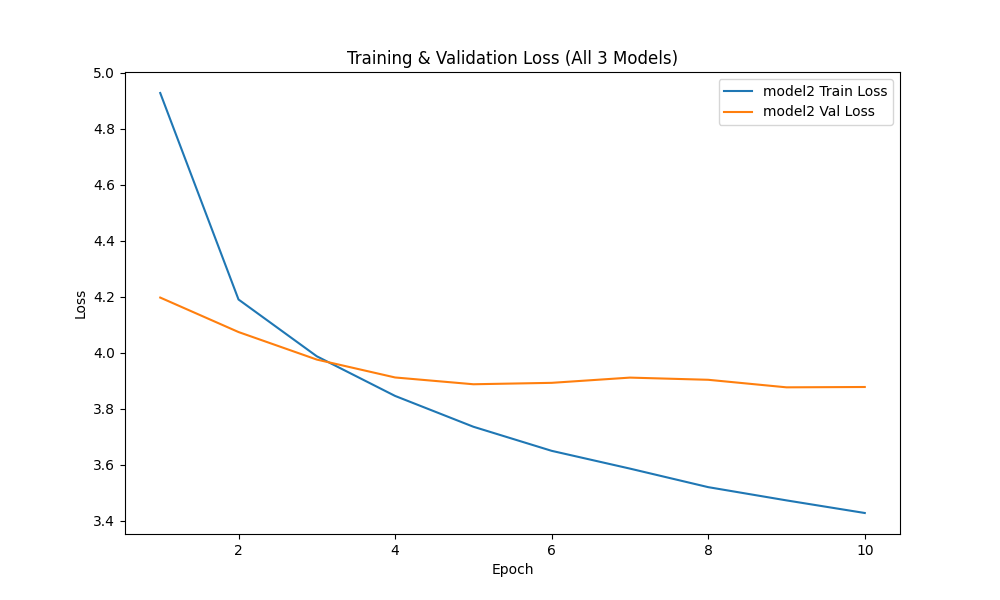 Training & Validation Loss (All 3 Models)
model2 Train Loss
model2 Val Loss
Loss
5.0
4.8
4.6
4.4
4.2
4.0
3.8
3.6
3.4
2 4 6 8 10
Epoch